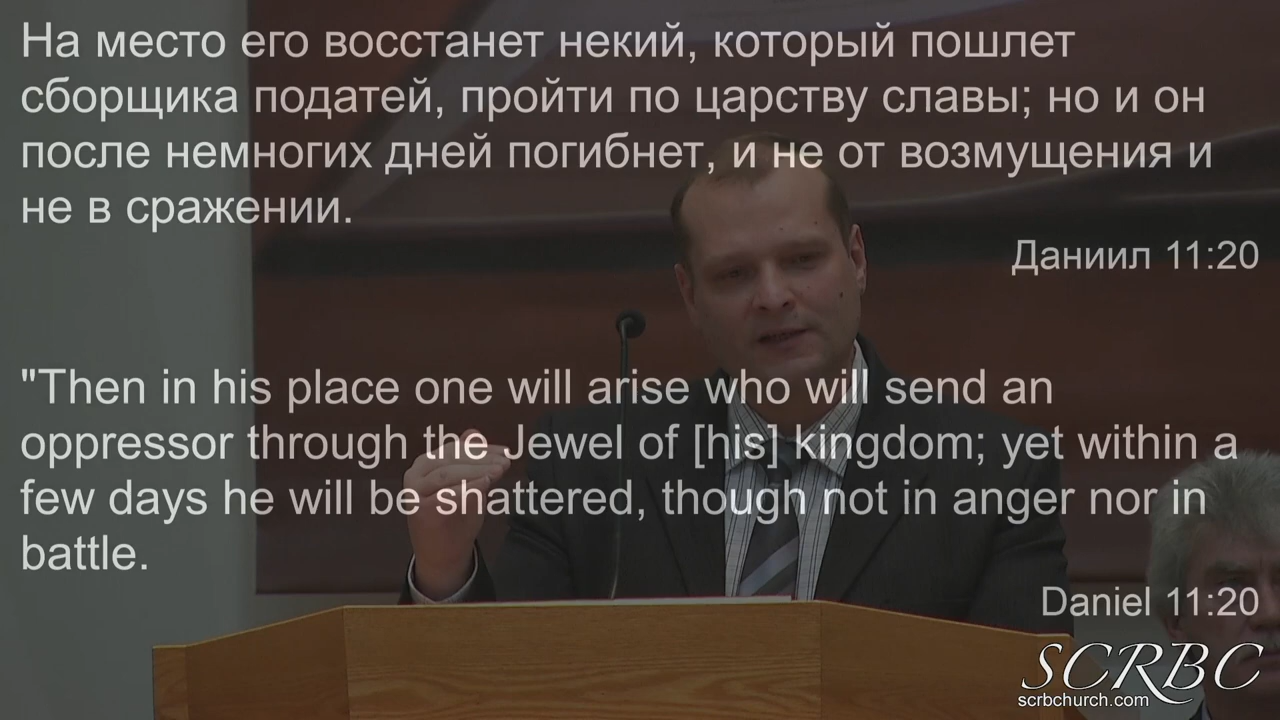 На место его восстанет некий, который пошлет
сборщика податей, пройти по царству славы; но и он
после немногих дней погибнет, и не от возмущения и
не в сражении.
Даниил 11:20
"Then in his place one will arise who will send an
oppressor through the Jewel of [his] kingdom; yet within a
few days he will be shattered, though not in anger nor in
battle.
Daniel 11:20
SCRBC
scrbchurch.com